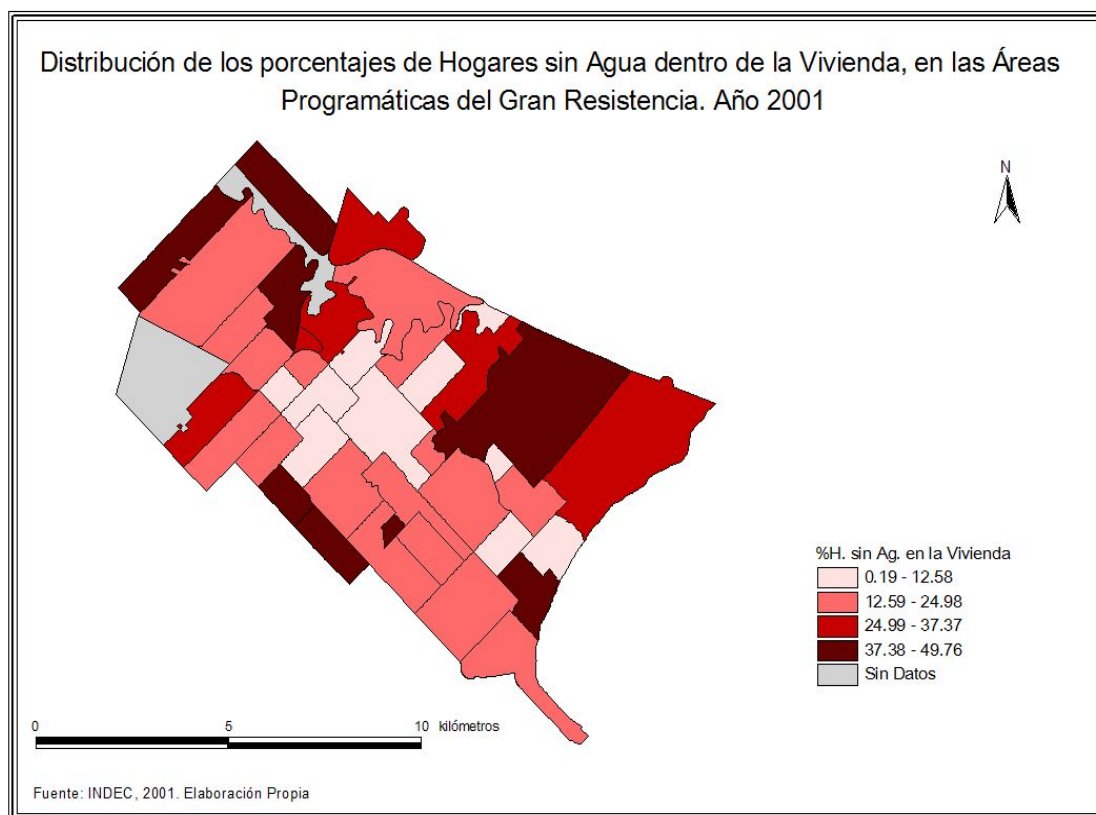 Distribución de los porcentajes de Hogares sin Agua dentro de la Vivienda, en las Áreas
Programáticas del Gran Resistencia. Año 2001
N
%H. sin Ag. en la Vivienda
0.19 - 12.58
12.59 - 24.98
24.99 - 37.37
37.38 - 49.76
Sin Datos
0 5 10 kilómetros
Fuente: INDEC, 2001. Elaboración Propia